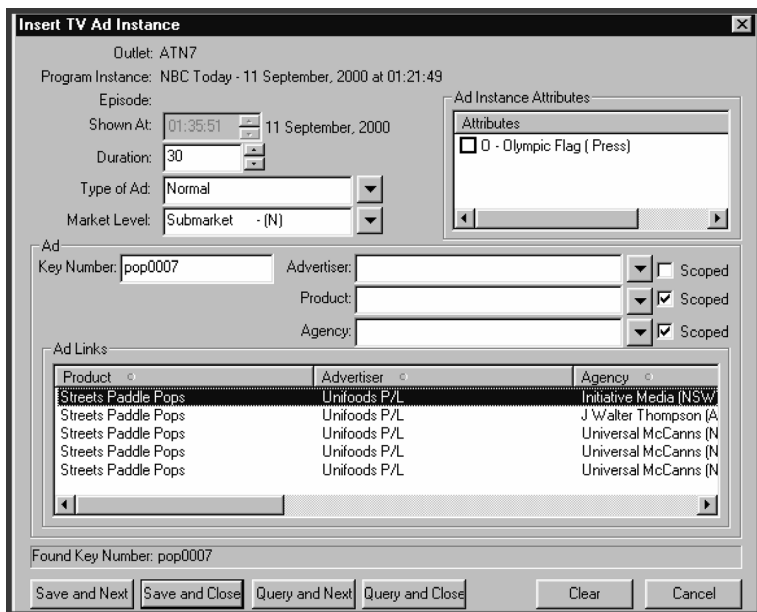 Insert TV Ad Instance
Outlet: ATN7
Program Instance: NBC Today - 11 September, 2000 at 01:21:49
Episode:
Shown At: 01:35:51 11 September, 2000
Duration: 30
Type of Ad: Normal
Market Level: Submarket - (N)
Ad Instance Attributes
Attributes
O - Olympic Flag ( Press)
Ad
Key Number: pop0007
Advertiser: Scoped
Product: Scoped
Agency: Scoped
Ad Links
Product Advertiser Agency
Streets Paddle Pops Unifoods P/L Initiative Media (NSW
Streets Paddle Pops Unifoods P/L J Walter Thompson (A
Streets Paddle Pops Unifoods P/L Universal McCanns (N
Streets Paddle Pops Unifoods P/L Universal McCanns (N
Streets Paddle Pops Unifoods P/L Universal McCanns (N
Found Key Number: pop0007
Save and Next Save and Close Query and Next Query and Close Clear Cancel